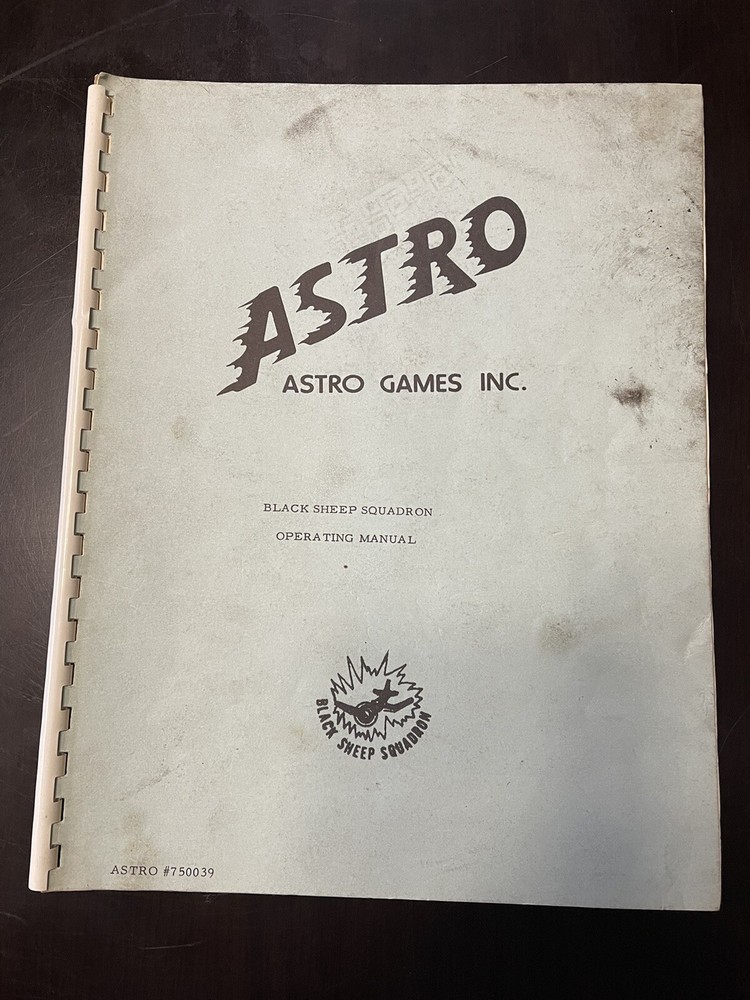 ASTRO
ASTRO GAMES INC.
BLACK SHEEP SQUADRON
OPERATING MANUAL
BLACK SHEEP SQUADRON
ASTRO #750039